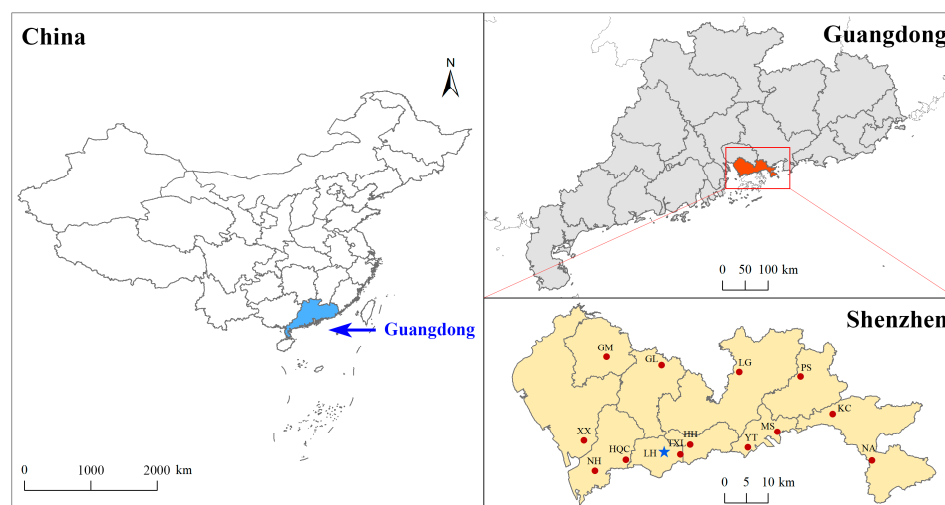 China
N
Guangdong
0 1000 2000 km
Guangdong
0 50 100 km
Shenzhen
GM
GL
LG
PS
KC
XX
HH
MS
HQC
TXL
YT
LH
NH
NA
0 5 10 km